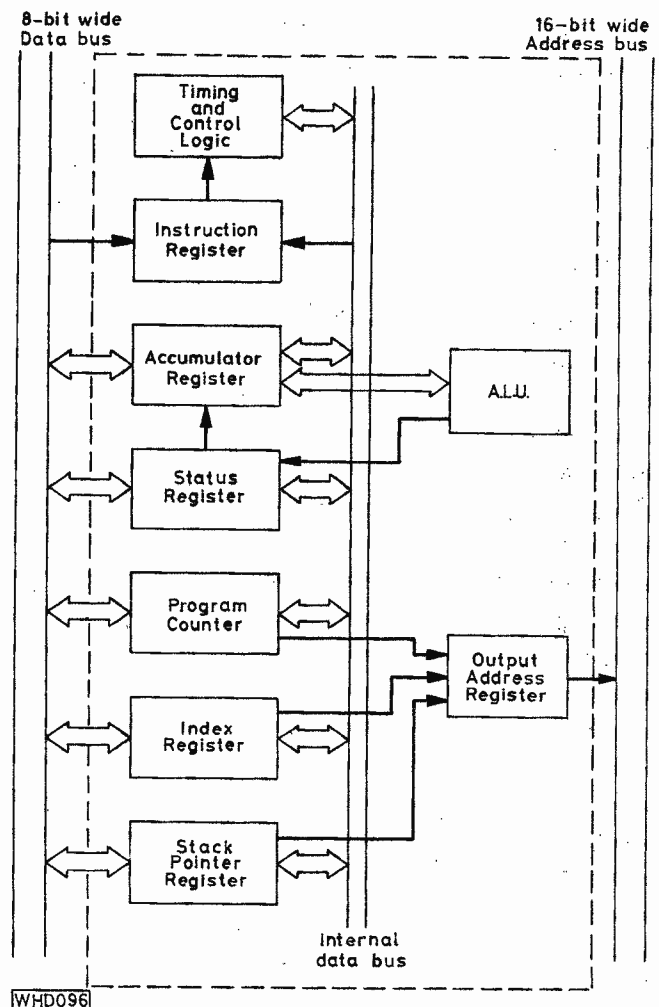 8-bit wide
Data bus
16-bit wide
Address bus
Timing
and
Control
Logic
Instruction
Register
Accumulator
Register
A.L.U.
Status
Register
Program
Counter
Output
Address
Register
Index
Register
Stack
Pointer
Register
Internal
data bus
WHD096